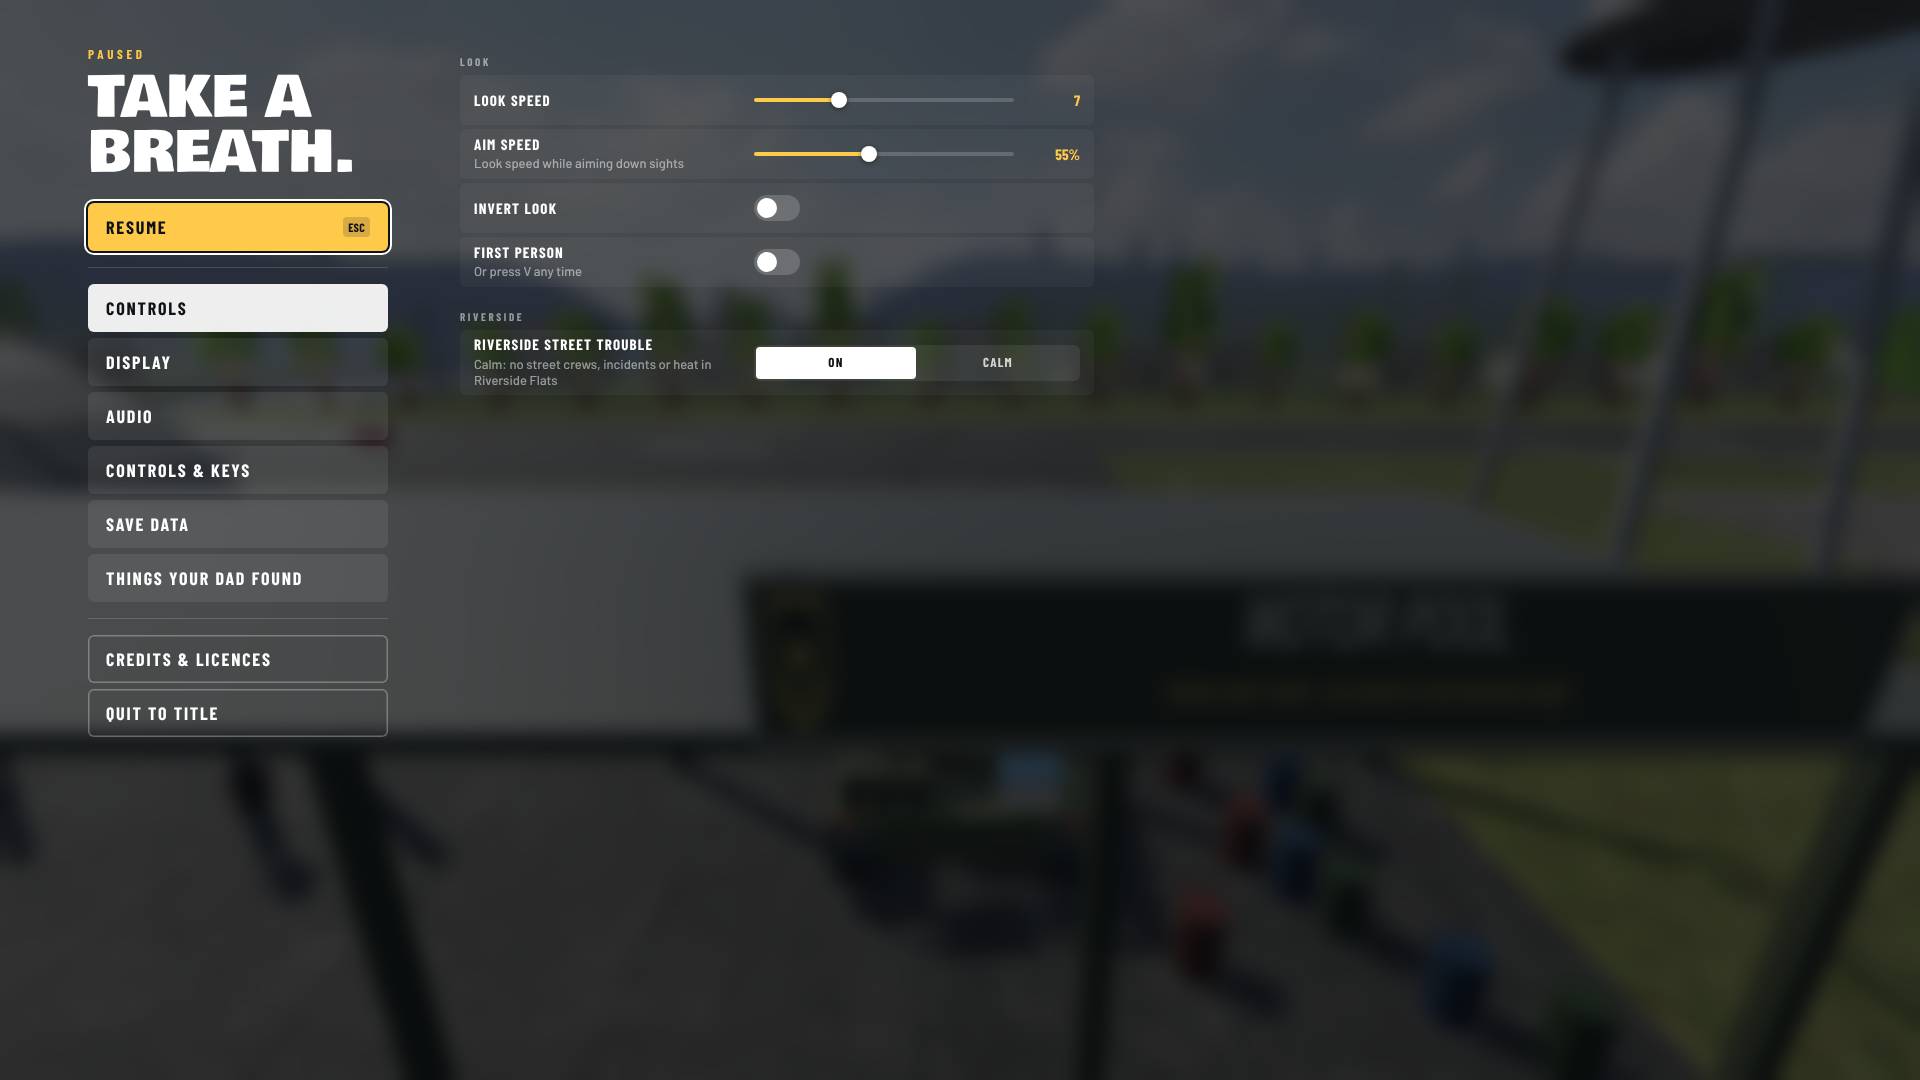 PAUSED
TAKE A
BREATH.
RESUME ESC
CONTROLS
DISPLAY
AUDIO
CONTROLS & KEYS
SAVE DATA
THINGS YOUR DAD FOUND
CREDITS & LICENCES
QUIT TO TITLE
LOOK
LOOK SPEED 7
AIM SPEED
Look speed while aiming down sights
55%
INVERT LOOK
FIRST PERSON
Or press V any time
RIVERSIDE
RIVERSIDE STREET TROUBLE
Calm: no street crews, incidents or heat in
Riverside Flats
ON CALM
MOTOR POOL